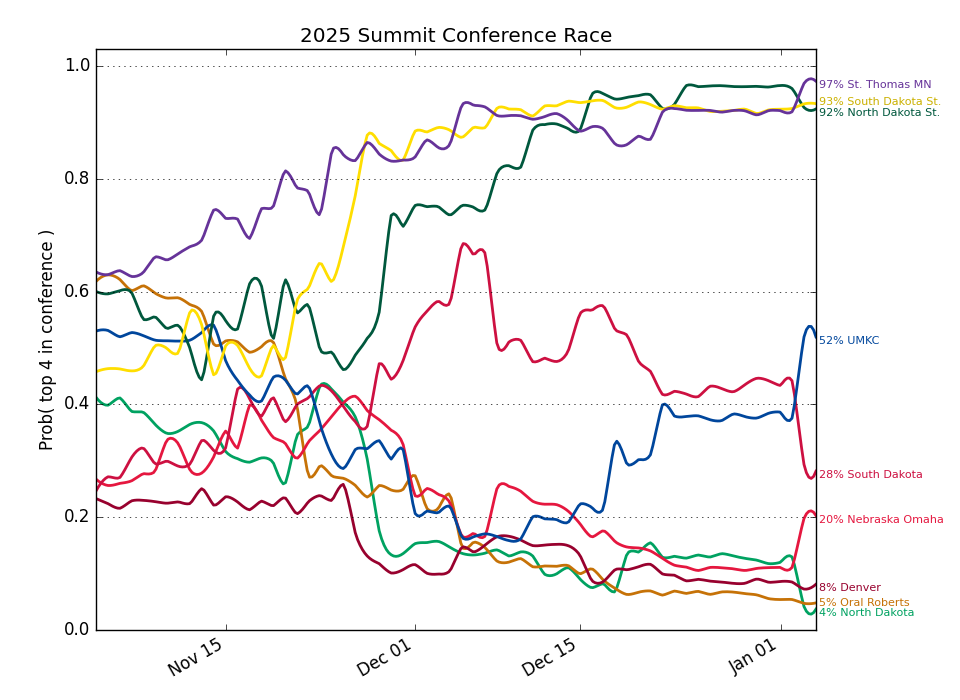 2025 Summit Conference Race
Prob( top 4 in conference )
1.0
0.8
0.6
0.4
0.2
0.0
Nov 15
Dec 01
Dec 15
Jan 01
97% St. Thomas MN
93% South Dakota St.
92% North Dakota St.
52% UMKC
28% South Dakota
20% Nebraska Omaha
8% Denver
5% Oral Roberts
4% North Dakota